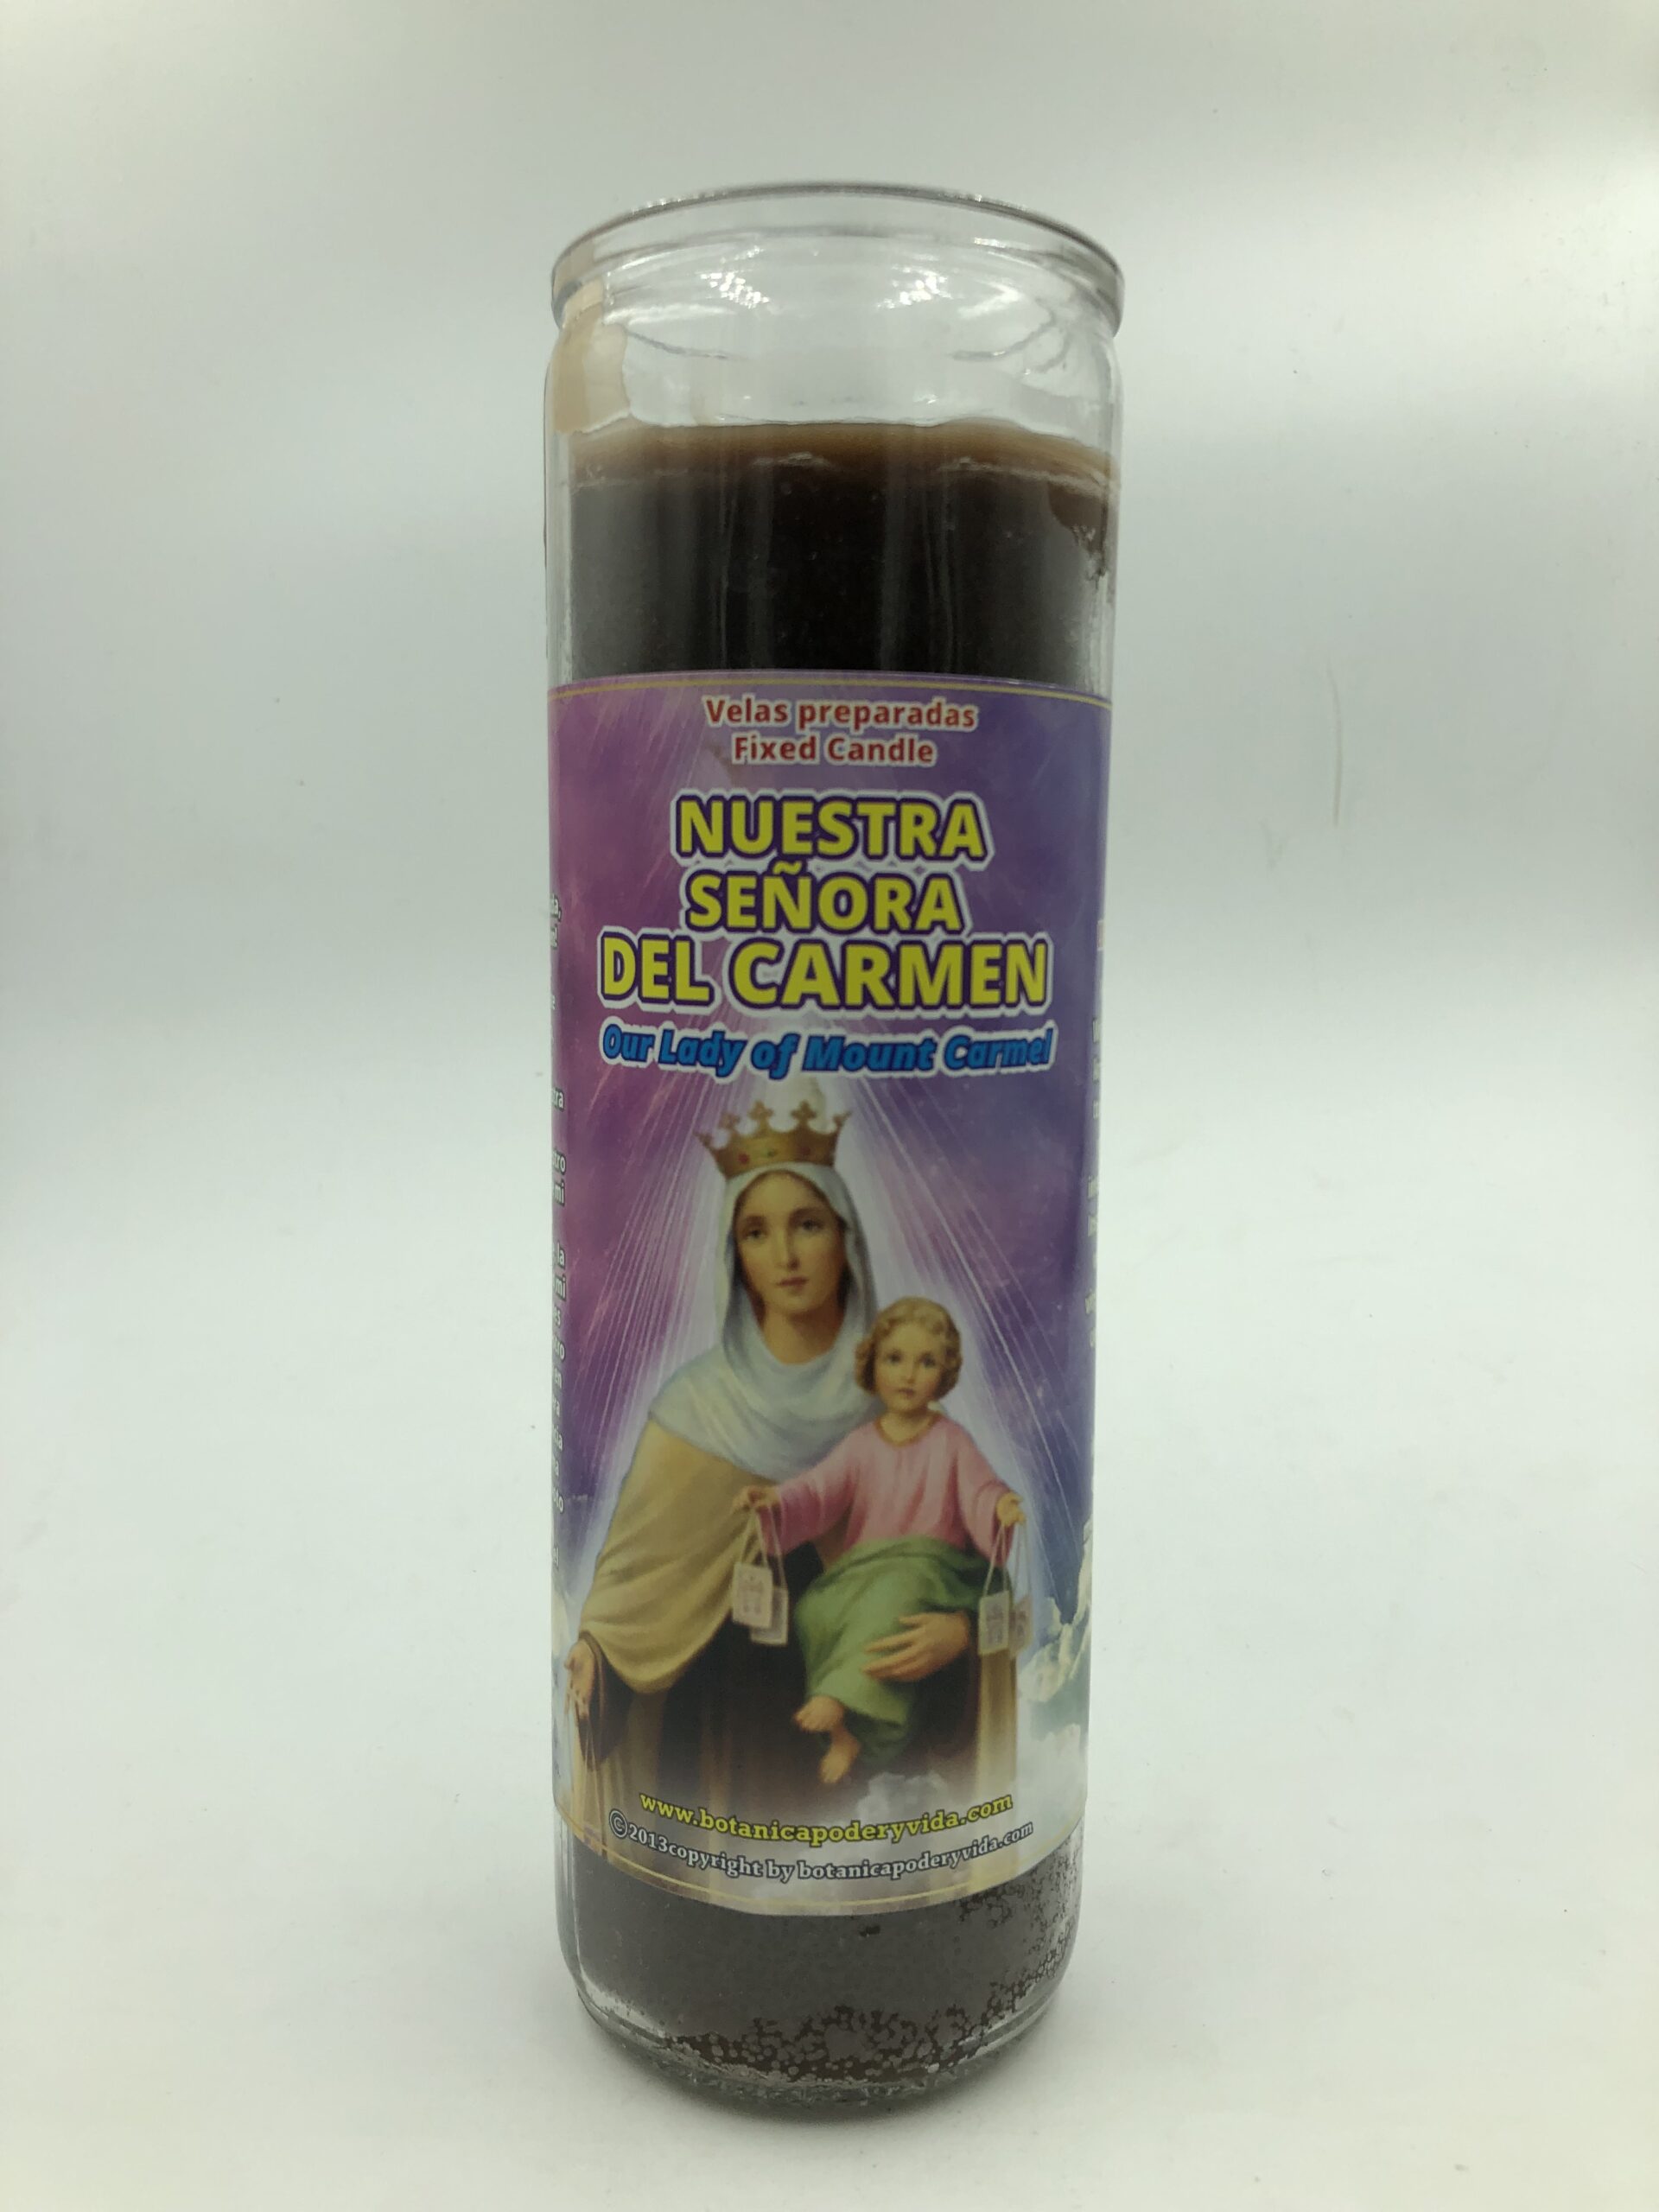 Velas preparadas
Fixed Candle
NUESTRA
SEÑORA
DEL CARMEN
Our Lady of Mount Carmel
www.botanicapoderyvida.com
©2013copyright by botanicapoderyvida.com